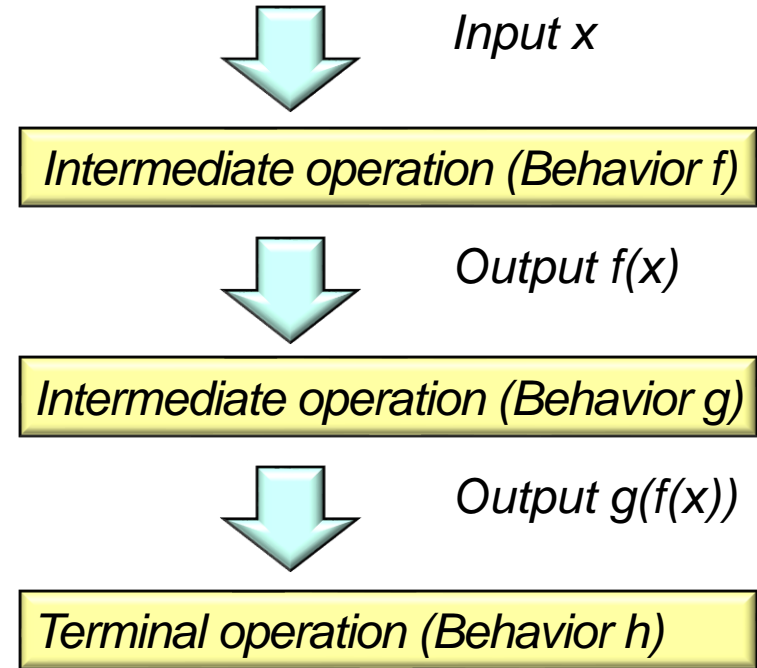 Input x
Intermediate operation (Behavior f)
Output f(x)
Intermediate operation (Behavior g)
Output g(f(x))
Terminal operation (Behavior h)